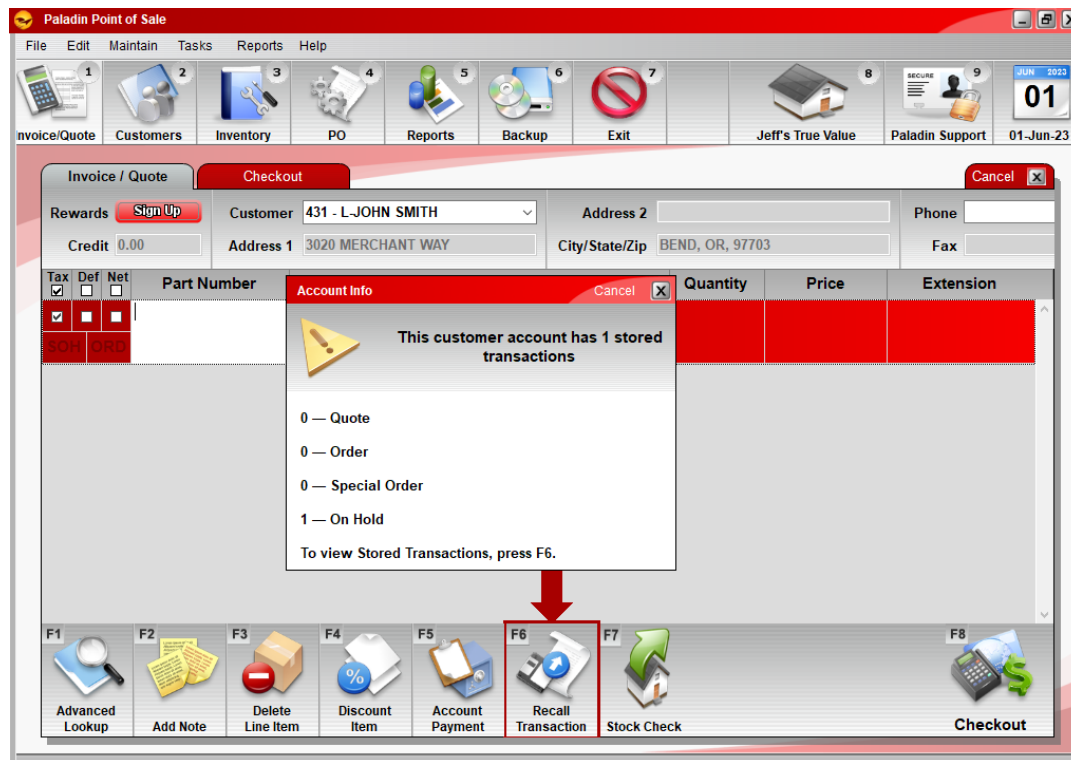 Paladin Point of Sale
File Edit Maintain Tasks Reports Help
1 2 3 4 5 6 7 8 9
SECURE
JUN 2023
01
nvoice/Quote Customers Inventory PO Reports Backup Exit Jeff's True Value Paladin Support 01-Jun-23
Invoice / Quote Checkout Cancel
Rewards Sign Up Customer 431 - L-JOHN SMITH Address 2 Phone
Credit 0.00 Address 1 3020 MERCHANT WAY City/State/Zip BEND, OR, 97703 Fax
Tax Def Net Part Number Quantity Price Extension
SOH ORD
Account Info Cancel
This customer account has 1 stored
transactions
0 — Quote
0 — Order
0 — Special Order
1 — On Hold
To view Stored Transactions, press F6.
F1 F2 F3 F4 F5 F6 F7 F8
%
$
Advanced
Lookup
Add Note
Delete
Line Item
Discount
Item
Account
Payment
Recall
Transaction
Stock Check
Checkout